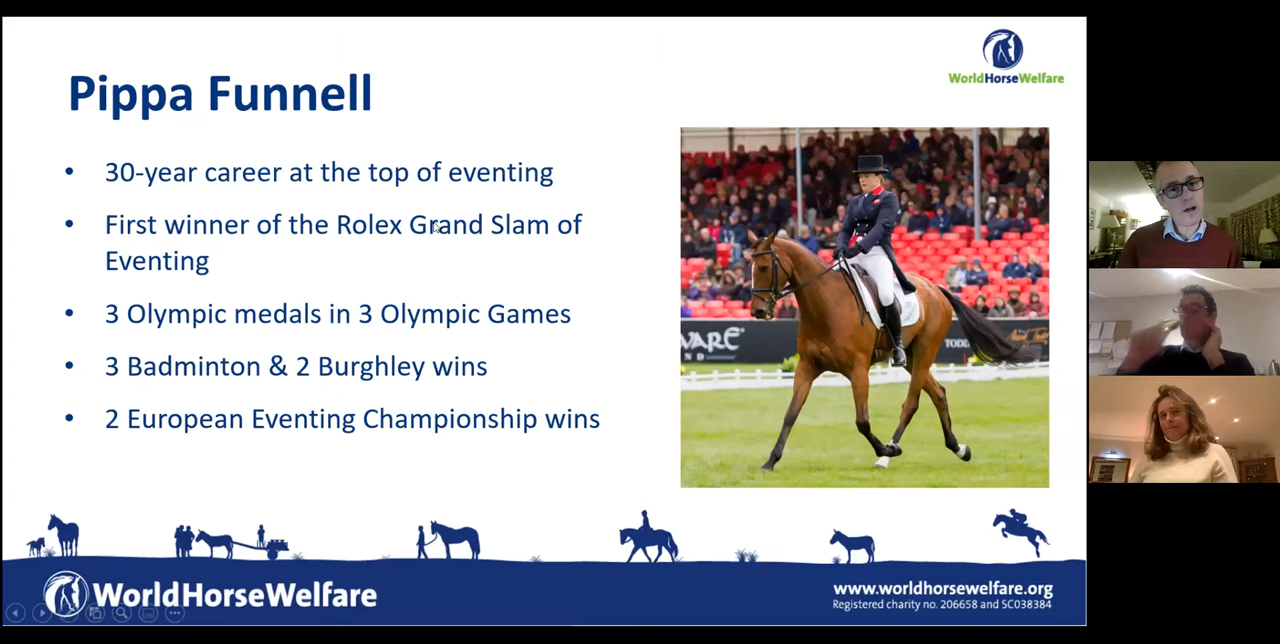 Pippa Funnell
WorldHorseWelfare
• 30-year career at the top of eventing
• First winner of the Rolex Grand Slam of
Eventing
• 3 Olympic medals in 3 Olympic Games
• 3 Badminton & 2 Burghley wins
• 2 European Eventing Championship wins
TODD
WorldHorseWelfare
www.worldhorsewelfare.org
Registered charity no. 206658 and SC038384